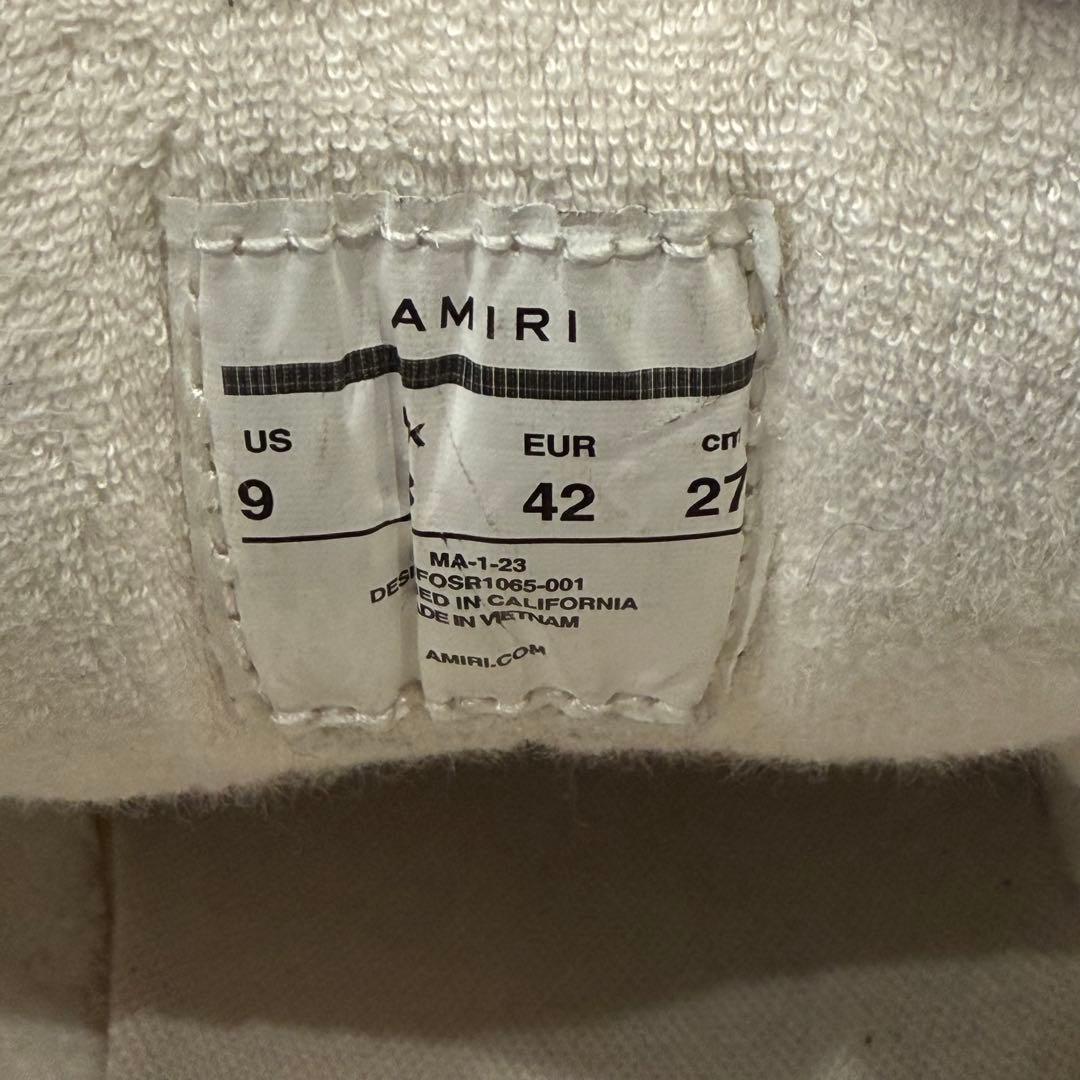 AMIRI
US EUR cm
9 42 27
MA-1-23
FOSR1065-001
IN CALIFORNIA
IN VIETNAM
AMIRI.COM